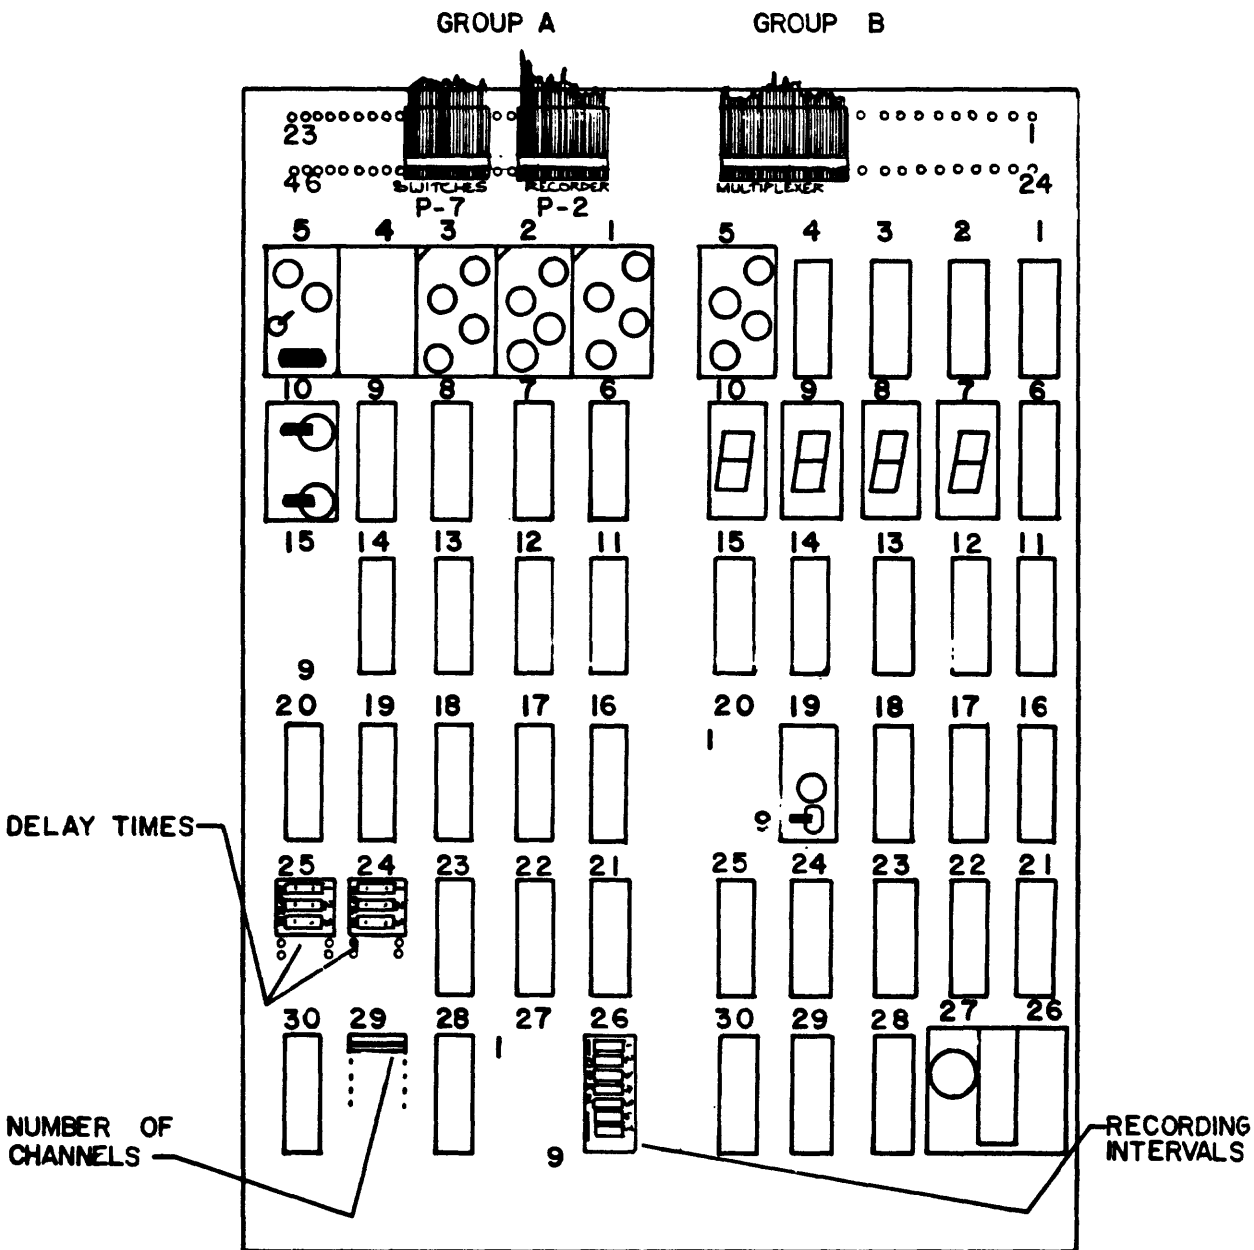 GROUP A GROUP B
23 1
46 24
SWITCHES RECORDER MULTIPLEXER
P-7 P-2
5 4 3 2 1 5 4 3 2 1
10 9 8 7 6 10 9 8 7 6
15 14 13 12 11 15 14 13 12 11
9
20 19 18 17 16 20 19 18 17 16
1
DELAY TIMES
25 24 23 22 21 25 24 23 22 21
30 29 28 27 26 30 29 28 27 26
1
NUMBER OF
CHANNELS
9
RECORDING
INTERVALS